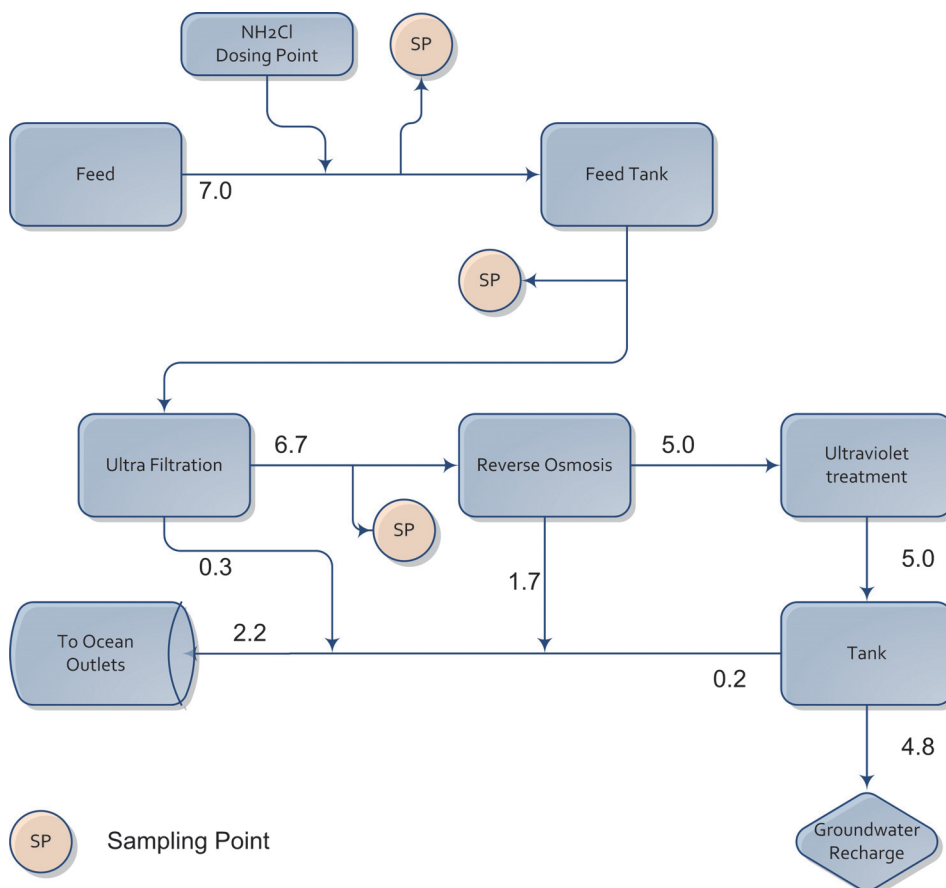 NH2Cl
Dosing Point
SP
Feed
7.0
Feed Tank
SP
Ultra Filtration
6.7
Reverse Osmosis
5.0
Ultraviolet
treatment
SP
0.3
1.7
5.0
To Ocean
Outlets
2.2
0.2
Tank
4.8
SP
Sampling Point
Groundwater
Recharge